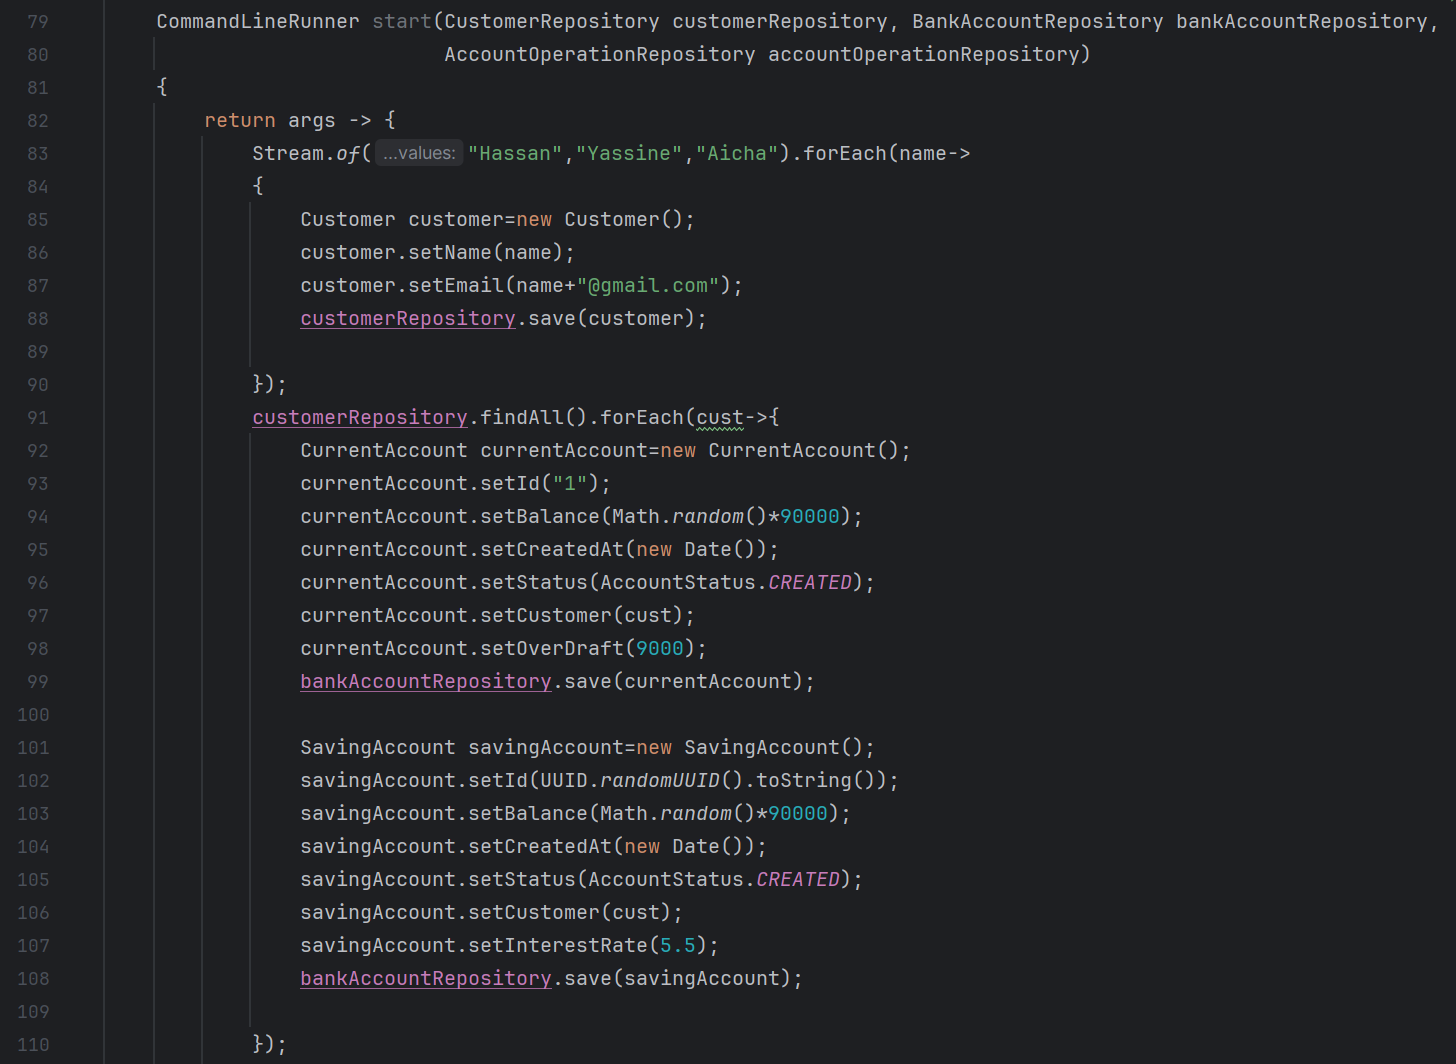 79 CommandLineRunner start(CustomerRepository customerRepository, BankAccountRepository bankAccountRepository,
80 AccountOperationRepository accountOperationRepository)
81 {
82 return args -> {
83 Stream.of( ...values: "Hassan","Yassine","Aicha").forEach(name->
84 {
85 Customer customer=new Customer();
86 customer.setName(name);
87 customer.setEmail(name+"@gmail.com");
88 customerRepository.save(customer);
89
90 });
91 customerRepository.findAll().forEach(cust->{
92 CurrentAccount currentAccount=new CurrentAccount();
93 currentAccount.setId("1");
94 currentAccount.setBalance(Math.random()*90000);
95 currentAccount.setCreatedAt(new Date());
96 currentAccount.setStatus(AccountStatus.CREATED);
97 currentAccount.setCustomer(cust);
98 currentAccount.setOverDraft(9000);
99 bankAccountRepository.save(currentAccount);
100
101 SavingAccount savingAccount=new SavingAccount();
102 savingAccount.setId(UUID.randomUUID().toString());
103 savingAccount.setBalance(Math.random()*90000);
104 savingAccount.setCreatedAt(new Date());
105 savingAccount.setStatus(AccountStatus.CREATED);
106 savingAccount.setCustomer(cust);
107 savingAccount.setInterestRate(5.5);
108 bankAccountRepository.save(savingAccount);
109
110 });